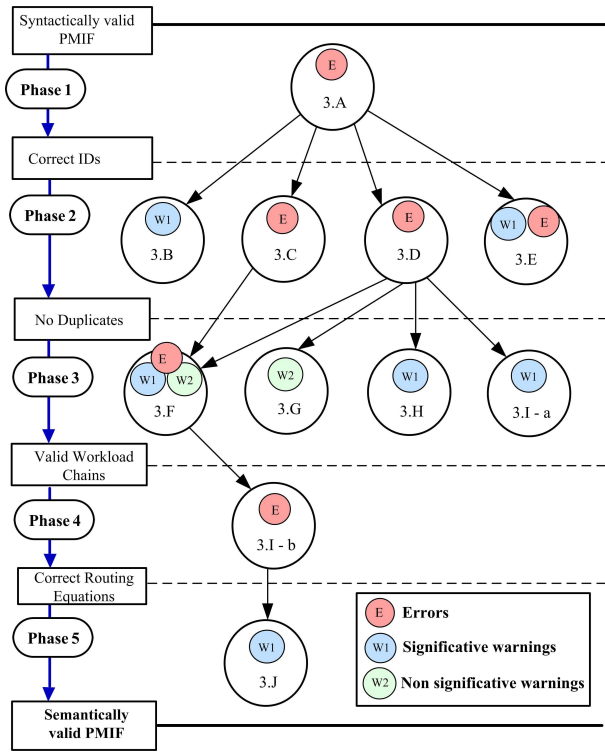 Syntactically valid
PMIF
E
Phase 1
3.A
Correct IDs
Phase 2
W1
E
E
W1
E
3.B
3.C
3.D
3.E
No Duplicates
E
Phase 3
W1
W2
W2
W1
W1
3.F
3.G
3.H
3.I - a
Valid Workload
Chains
Phase 4
E
3.I - b
Correct Routing
Equations
E
Errors
Phase 5
W1
W1
Significative warnings
3.J
W2
Non significative warnings
Semantically
valid PMIF